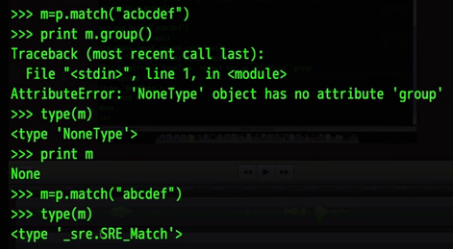 >>> m=p.match("acbcdef")
>>> print m.group()
Traceback (most recent call last):
  File "<stdin>", line 1, in <module>
AttributeError: 'NoneType' object has no attribute 'group'
>>> type(m)
<type 'NoneType'>
>>> print m
None
>>> m=p.match("abcdef")
>>> type(m)
<type '_sre.SRE_Match'>